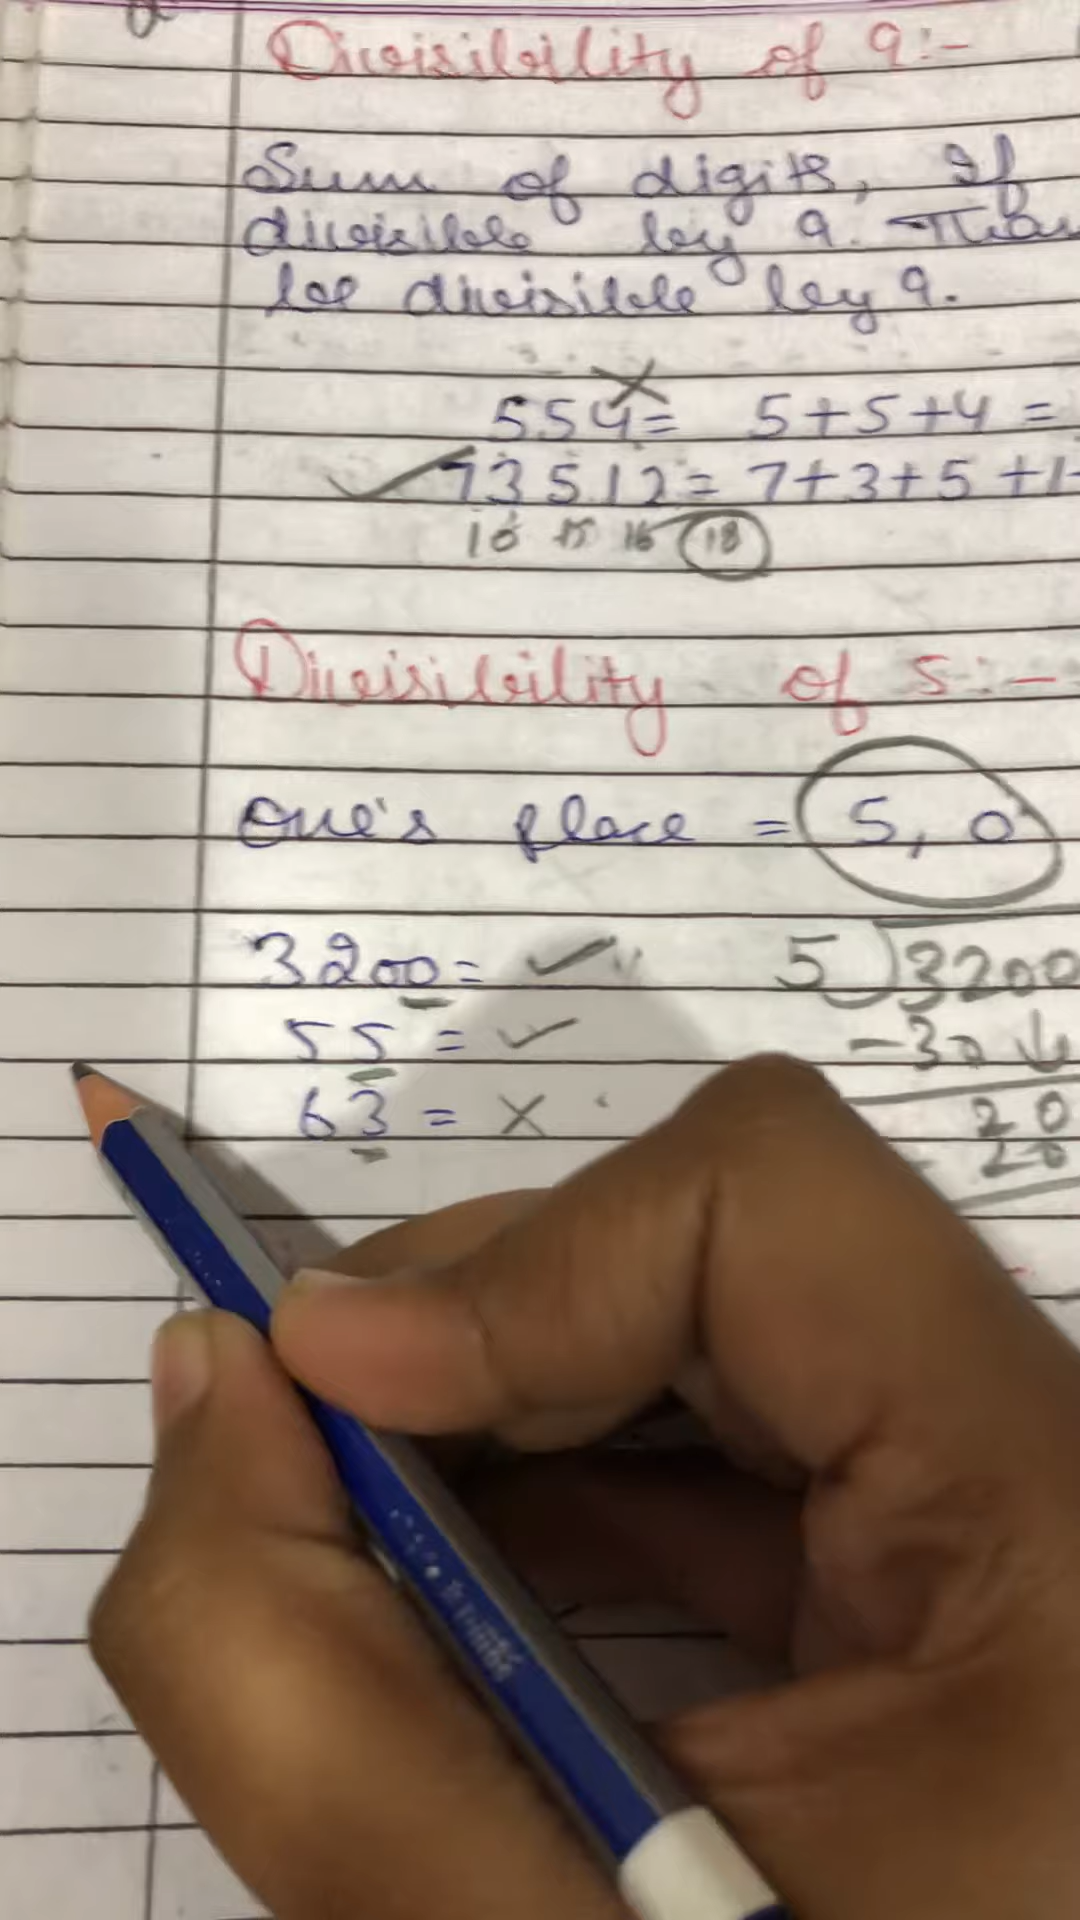 Divisibility of 9:-
Sum of digits, If
divisible by 9. Then
be divisible by 9.
554= 5+5+4 =
73512= 7+3+5+1+
10 15 16 18
Divisibility of 5:-
One's place = 5, 0
3200= ✓ 5)3200
55 = ✓ -30↓
63 = × 20
20